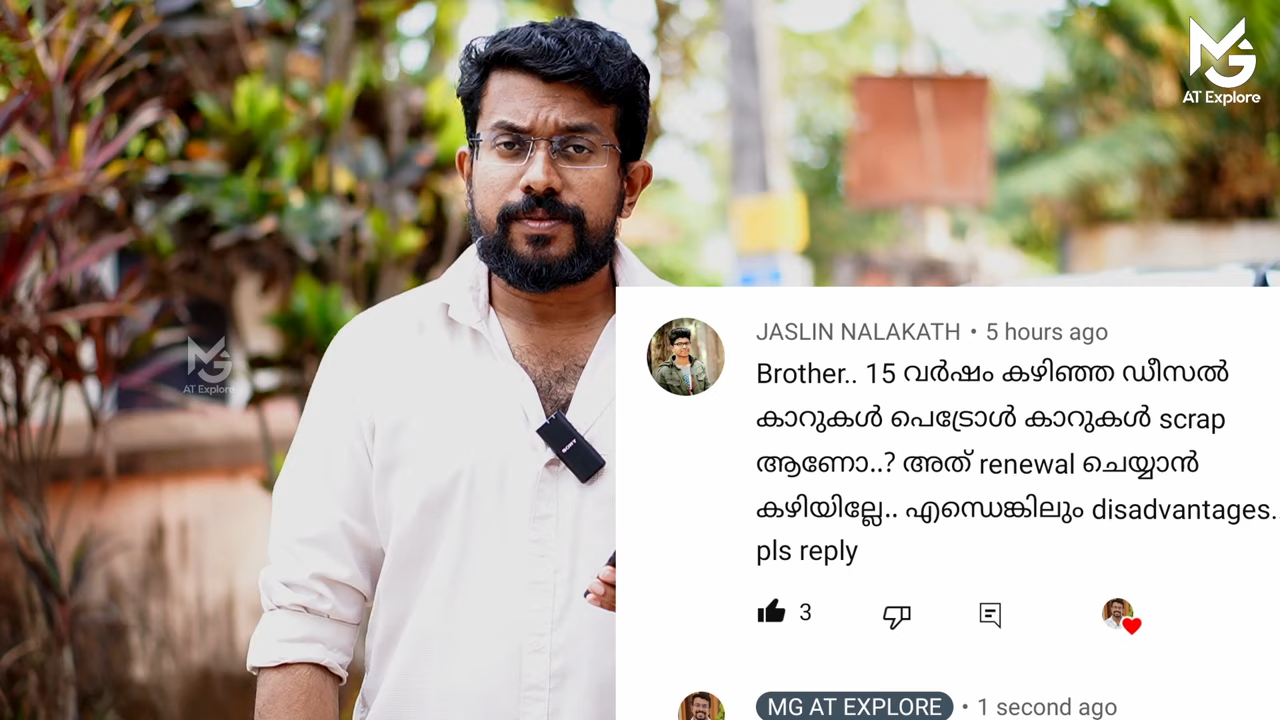 MG
AT Explore
MG
AT Explore
SONY
JASLIN NALAKATH • 5 hours ago
Brother.. 15 വർഷം കഴിഞ്ഞ ഡീസൽ
കാറുകൾ പെട്രോൾ കാറുകൾ scrap
ആണോ..? അത് renewal ചെയ്യാൻ
കഴിയില്ലേ.. എന്ധെങ്കിലും disadvantages..
pls reply
3
MG AT EXPLORE • 1 second ago